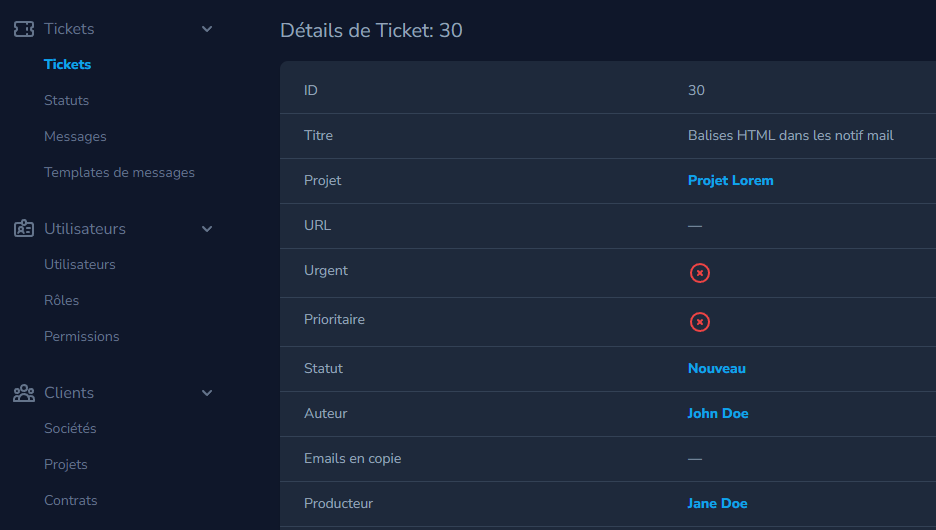 Tickets
Tickets
Statuts
Messages
Templates de messages
Utilisateurs
Utilisateurs
Rôles
Permissions
Clients
Sociétés
Projets
Contrats
Détails de Ticket: 30
ID 30
Titre Balises HTML dans les notif mail
Projet Projet Lorem
URL —
Urgent
Prioritaire
Statut Nouveau
Auteur John Doe
Emails en copie —
Producteur Jane Doe